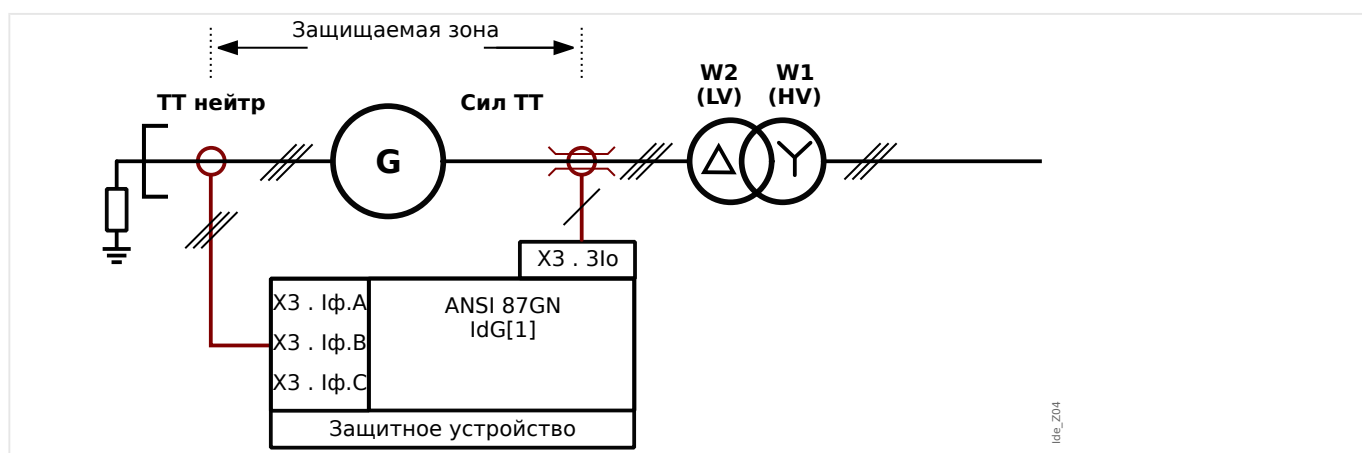 Защищаемая зона
W2
(LV)
W1
(HV)
ТТ нейтр
Сил ТТ
G
X3 . 3Io
X3 . Iф.A
X3 . Iф.B
X3 . Iф.C
ANSI 87GN
IdG[1]
Защитное устройство
Ide_Z04